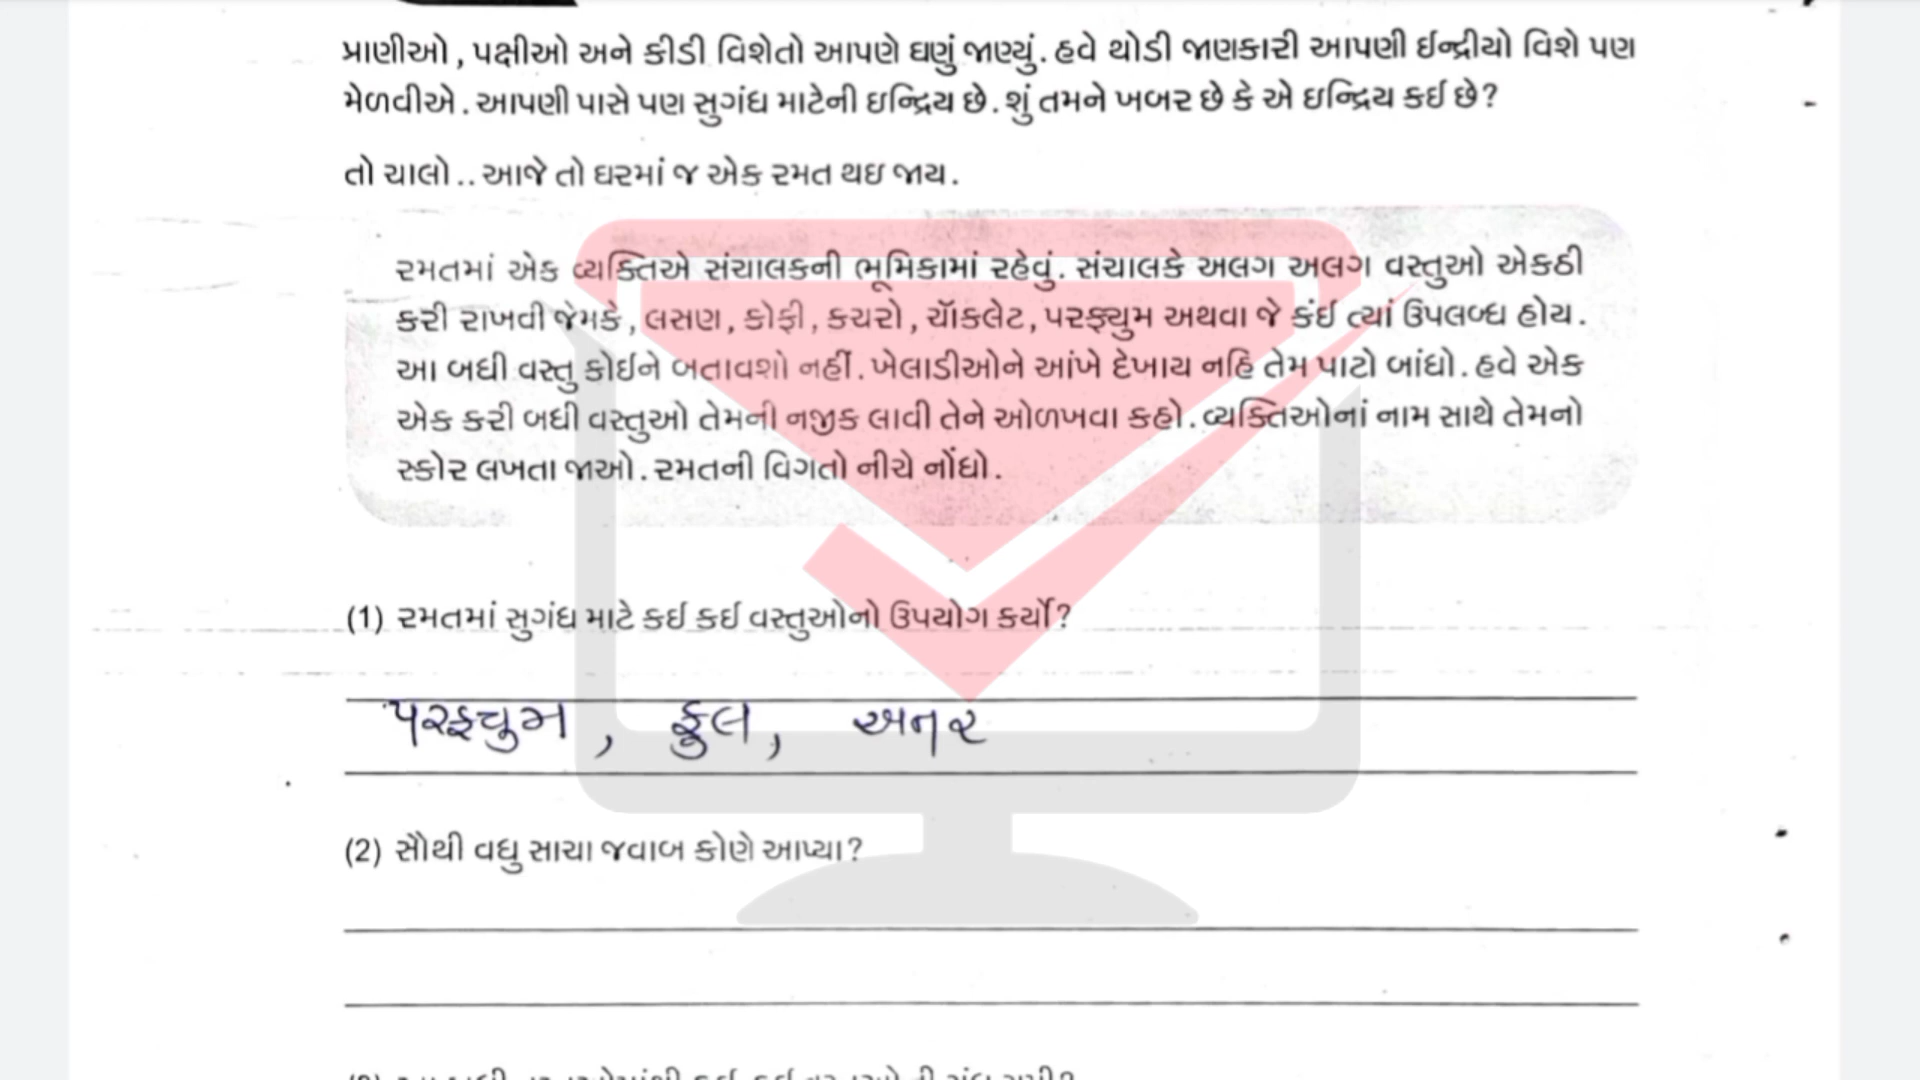 પ્રાણીઓ, પક્ષીઓ અને કીડી વિશેતો આપણે ઘણું જાણ્યું. હવે થોડી જાણકારી આપણી ઈન્દ્રીયો વિશે પણ
મેળવીએ. આપણી પાસે પણ સુગંધ માટેની ઇન્દ્રિય છે. શું તમને ખબર છે કે એ ઇન્દ્રિય કઈ છે?
તો ચાલો.. આજે તો ઘરમાં જ એક રમત થઇ જાય.
રમતમાં એક વ્યક્તિએ સંચાલકની ભૂમિકામાં રહેવું. સંચાલકે અલગ અલગ વસ્તુઓ એકઠી
કરી રાખવી જેમકે, લસણ, કોફી, કચરો, ચૉકલેટ, પરફ્યુમ અથવા જે કંઈ ત્યાં ઉપલબ્ધ હોય.
આ બધી વસ્તુ કોઈને બતાવશો નહીં. ખેલાડીઓને આંખે દેખાય નહિ તેમ પાટો બાંધો. હવે એક
એક કરી બધી વસ્તુઓ તેમની નજીક લાવી તેને ઓળખવા કહો. વ્યક્તિઓનાં નામ સાથે તેમનો
સ્કોર લખતા જાઓ. રમતની વિગતો નીચે નોંધો.
(1) રમતમાં સુગંધ માટે કઈ કઈ વસ્તુઓનો ઉપયોગ કર્યો?
પરફ્યુમ, ફુલ, અત્તર
(2) સૌથી વધુ સાચા જવાબ કોણે આપ્યા?